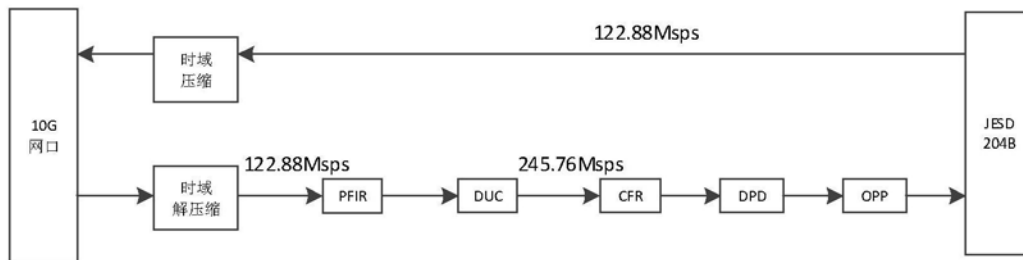 122.88Msps
时域
压缩
10G
网口
JESD
204B
122.88Msps
245.76Msps
时域
解压缩
PFIR
DUC
CFR
DPD
OPP